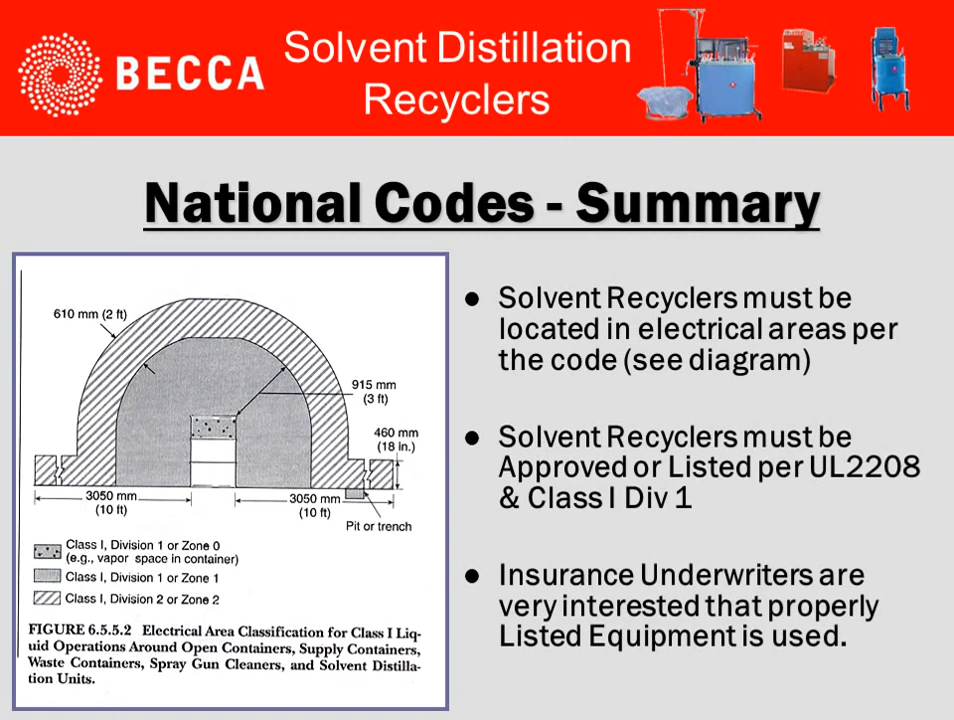 BECCA
Solvent Distillation
Recyclers
National Codes - Summary
610 mm (2 ft)
915 mm
(3 ft)
460 mm
(18 in.)
3050 mm
(10 ft)
3050 mm
(10 ft)
Pit or trench
Class I, Division 1 or Zone 0
(e.g., vapor space in container)
Class I, Division 1 or Zone 1
Class I, Division 2 or Zone 2
FIGURE 6.5.5.2 Electrical Area Classification for Class I Liq-
uid Operations Around Open Containers, Supply Containers,
Waste Containers, Spray Gun Cleaners, and Solvent Distilla-
tion Units.
● Solvent Recyclers must be
located in electrical areas per
the code (see diagram)
● Solvent Recyclers must be
Approved or Listed per UL2208
& Class I Div 1
● Insurance Underwriters are
very interested that properly
Listed Equipment is used.